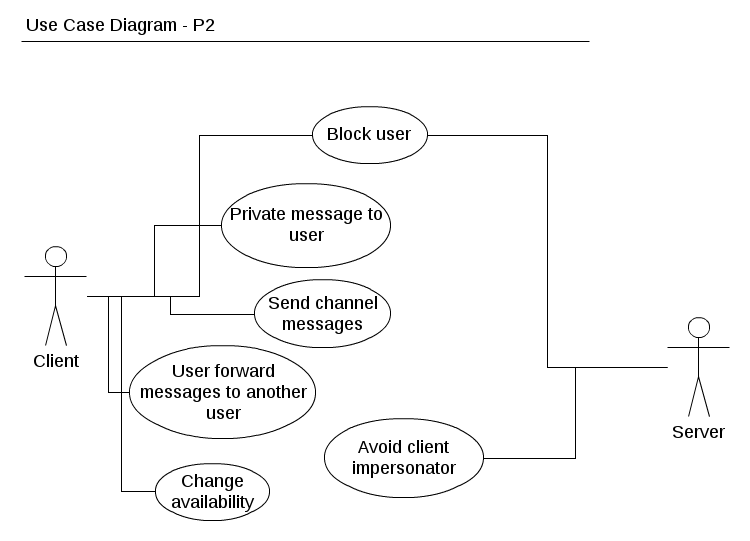 Use Case Diagram - P2
Block user
Private message to
user
Send channel
messages
Client
User forward
messages to another
user
Server
Avoid client
impersonator
Change
availability